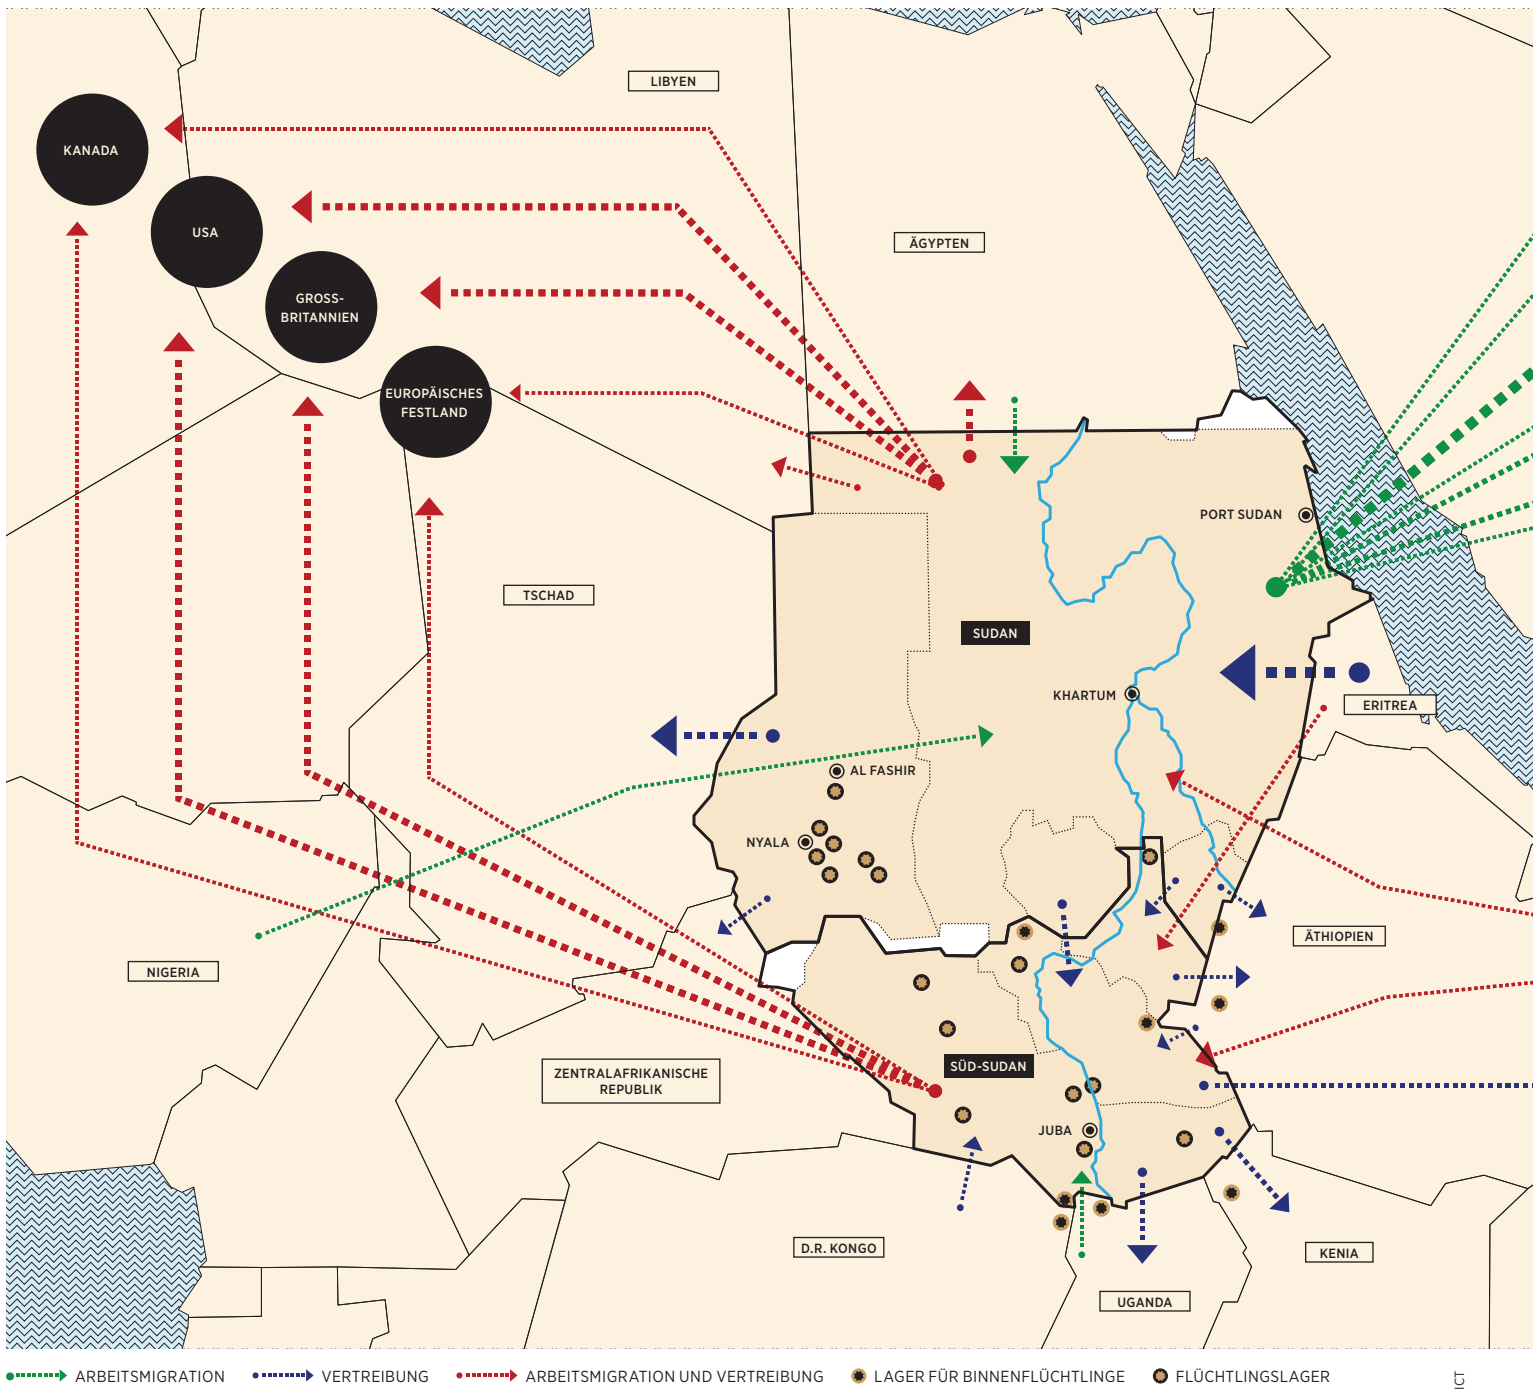 LIBYEN
KANADA
USA
ÄGYPTEN
GROSS-
BRITANNIEN
EUROPÄISCHES
FESTLAND
PORT SUDAN
TSCHAD
SUDAN
KHARTUM
ERITREA
AL FASHIR
NYALA
ÄTHIOPIEN
NIGERIA
SÜD-SUDAN
ZENTRALAFRIKANISCHE
REPUBLIK
JUBA
D.R. KONGO
KENIA
UGANDA
ARBEITSMIGRATION
VERTREIBUNG
ARBEITSMIGRATION UND VERTREIBUNG
LAGER FÜR BINNENFLÜCHTLINGE
FLÜCHTLINGSLAGER